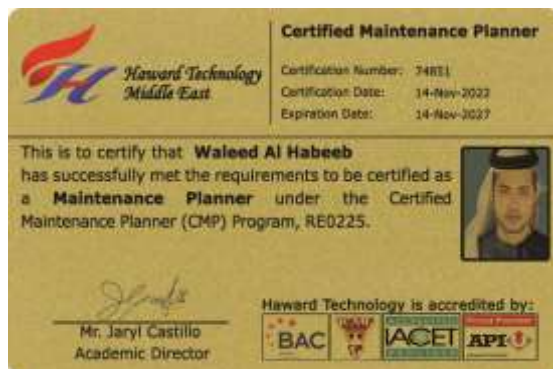 Haward Technology
Middle East
Certified Maintenance Planner
Certification Number: 74851
Certification Date: 14-Nov-2022
Expiration Date: 14-Nov-2027
This is to certify that Waleed Al Habeeb
has successfully met the requirements to be certified as
a Maintenance Planner under the Certified
Maintenance Planner (CMP) Program, RE0225.
Mr. Jaryl Castillo
Academic Director
Haward Technology is accredited by:
BAC
IACET
API